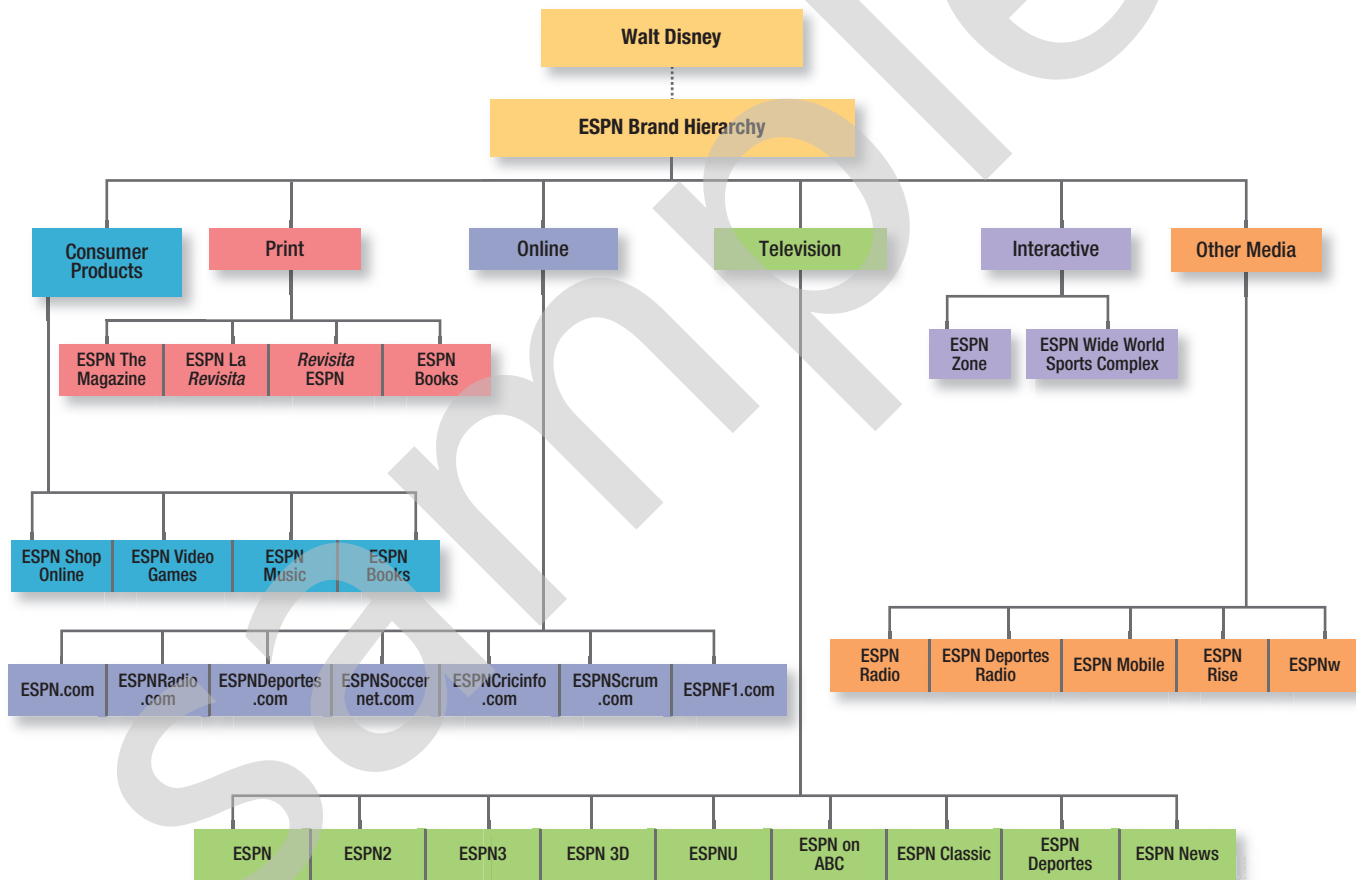 Walt Disney
ESPN Brand Hierarchy
Consumer
Products
Print
Online
Television
Interactive
Other Media
ESPN The
Magazine
ESPN La
Revisita
Revisita
ESPN
ESPN
Books
ESPN
Zone
ESPN Wide World
Sports Complex
ESPN Shop
Online
ESPN Video
Games
ESPN
Music
ESPN
Books
ESPN.com
ESPNRadio
.com
ESPNDeportes
.com
ESPNSoccer
net.com
ESPNCricinfo
.com
ESPNScrum
.com
ESPNF1.com
ESPN
Radio
ESPN Deportes
Radio
ESPN Mobile
ESPN
Rise
ESPNw
ESPN
ESPN2
ESPN3
ESPN 3D
ESPNU
ESPN on
ABC
ESPN Classic
ESPN
Deportes
ESPN News
sample